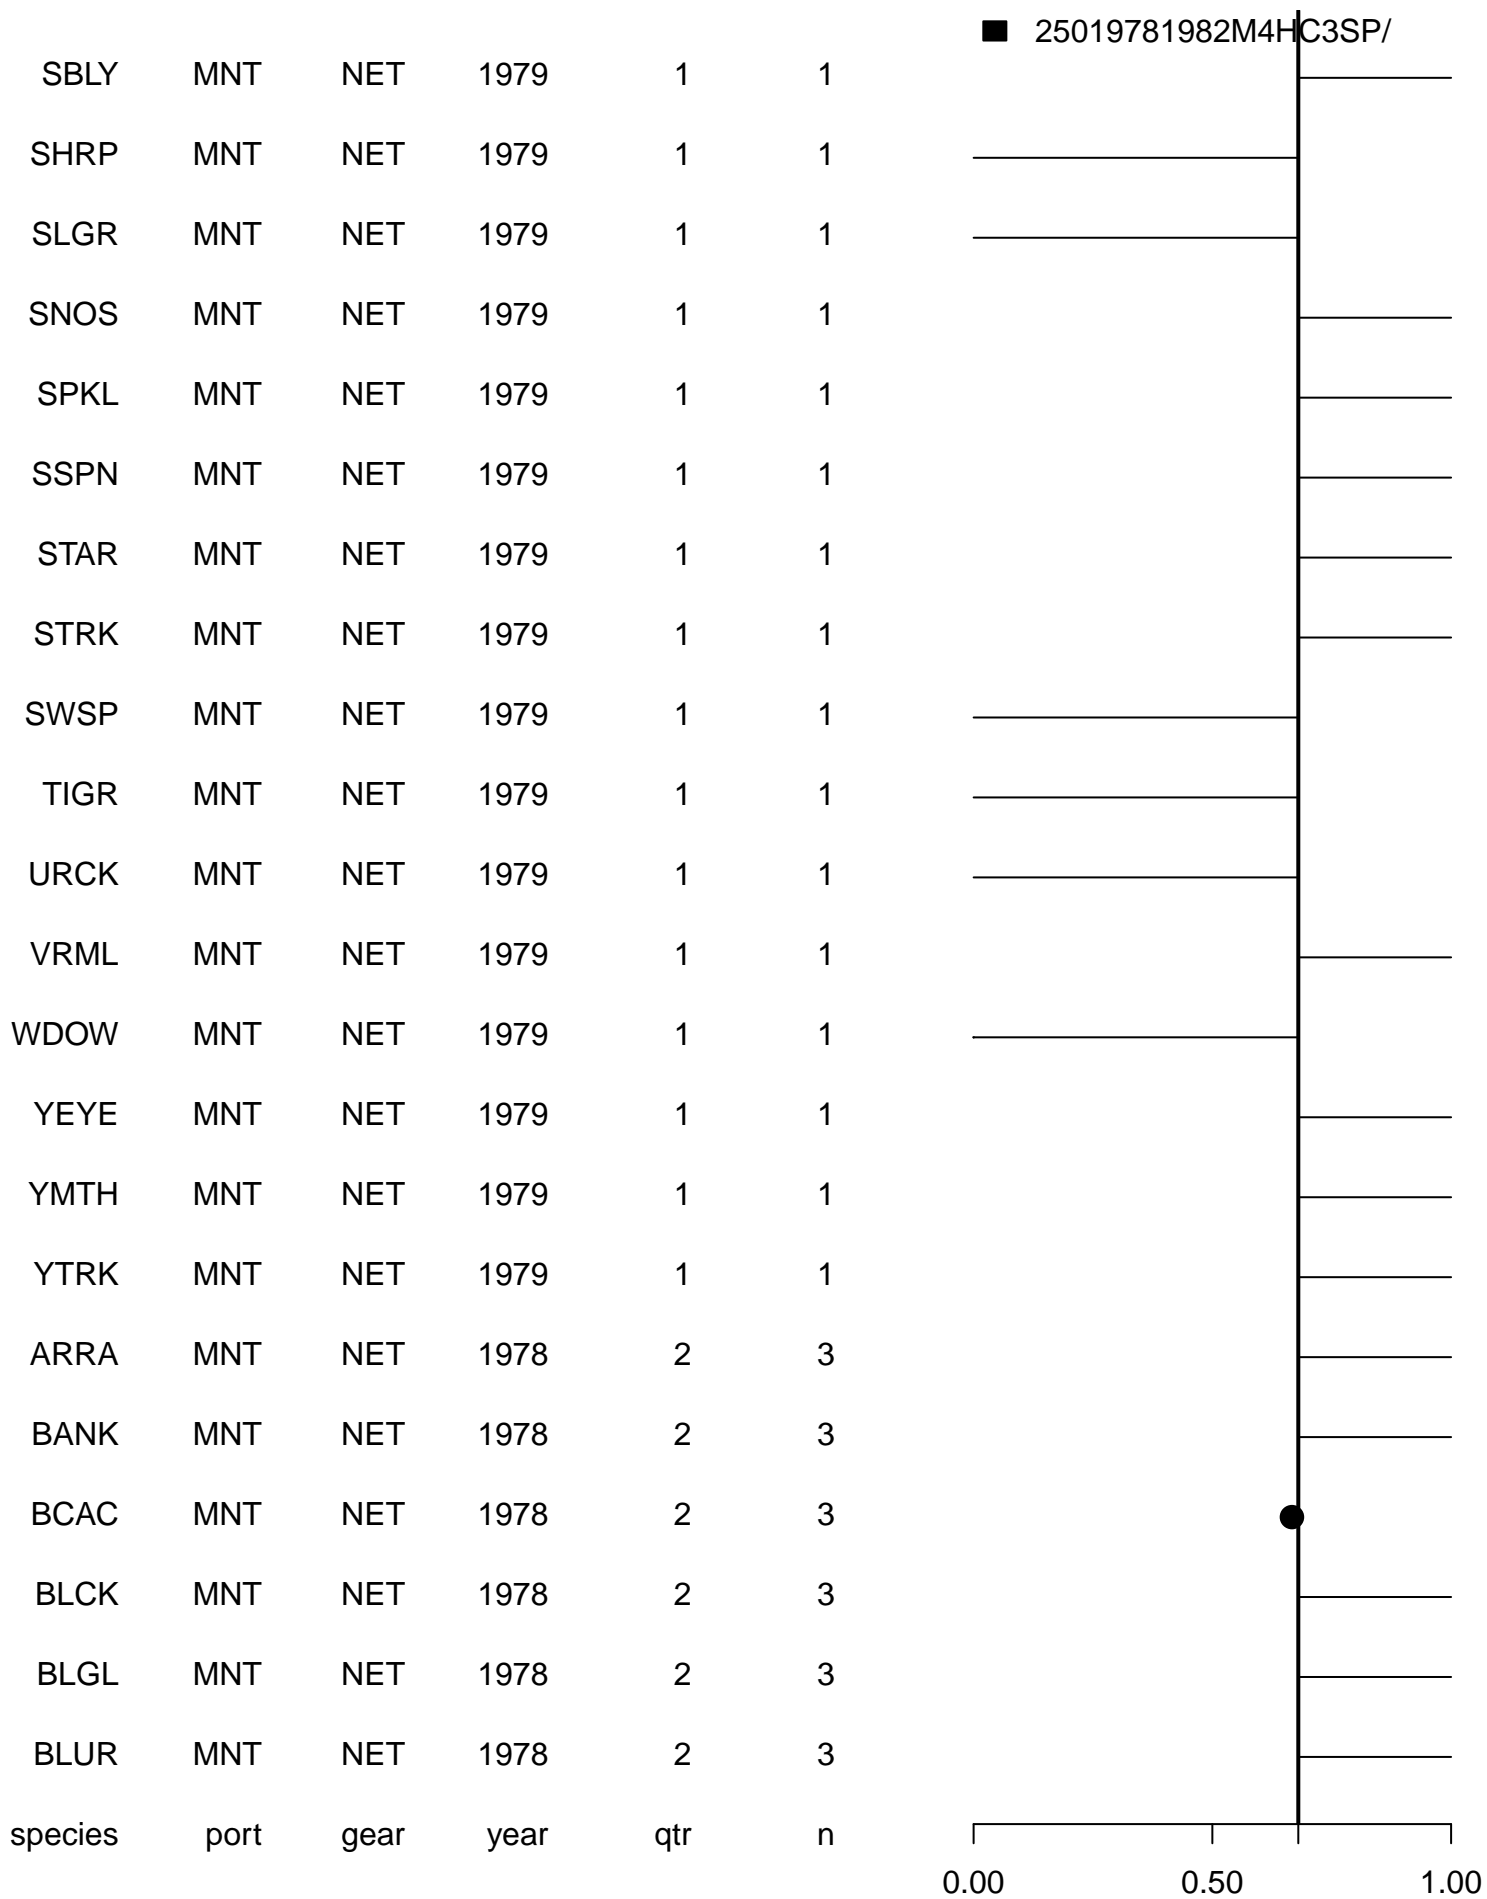 25019781982M4HC3SP/
SBLY MNT NET 1979 1 1
SHRP MNT NET 1979 1 1
SLGR MNT NET 1979 1 1
SNOS MNT NET 1979 1 1
SPKL MNT NET 1979 1 1
SSPN MNT NET 1979 1 1
STAR MNT NET 1979 1 1
STRK MNT NET 1979 1 1
SWSP MNT NET 1979 1 1
TIGR MNT NET 1979 1 1
URCK MNT NET 1979 1 1
VRML MNT NET 1979 1 1
WDOW MNT NET 1979 1 1
YEYE MNT NET 1979 1 1
YMTH MNT NET 1979 1 1
YTRK MNT NET 1979 1 1
ARRA MNT NET 1978 2 3
BANK MNT NET 1978 2 3
BCAC MNT NET 1978 2 3
BLCK MNT NET 1978 2 3
BLGL MNT NET 1978 2 3
BLUR MNT NET 1978 2 3
species port gear year qtr n
0.00 0.50 1.00